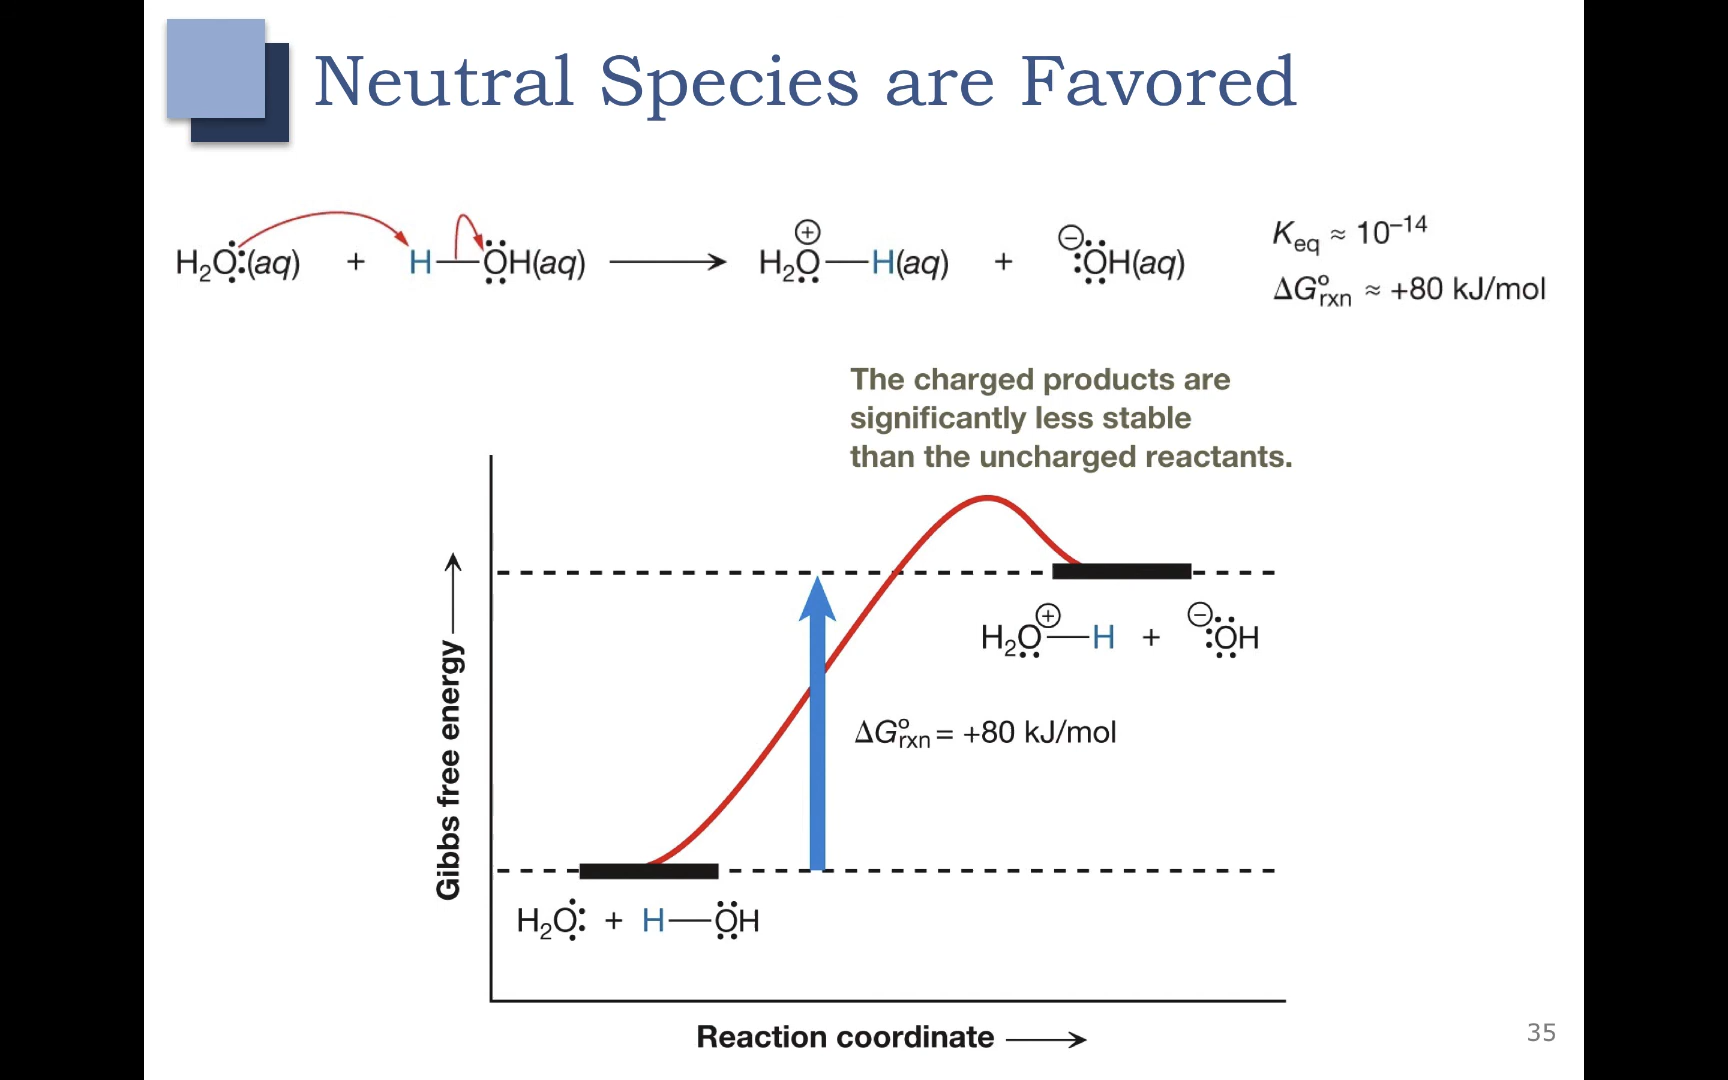 Neutral Species are Favored
H₂O:(aq) + H—OH(aq) ⟶ H₂O⊕—H(aq) + ⊖:OH(aq)
Keq ≈ 10⁻¹⁴
ΔG°rxn ≈ +80 kJ/mol
The charged products are
significantly less stable
than the uncharged reactants.
H₂O⊕—H + ⊖:OH
ΔG°rxn = +80 kJ/mol
Gibbs free energy ⟶
H₂O: + H—OH
Reaction coordinate ⟶
35